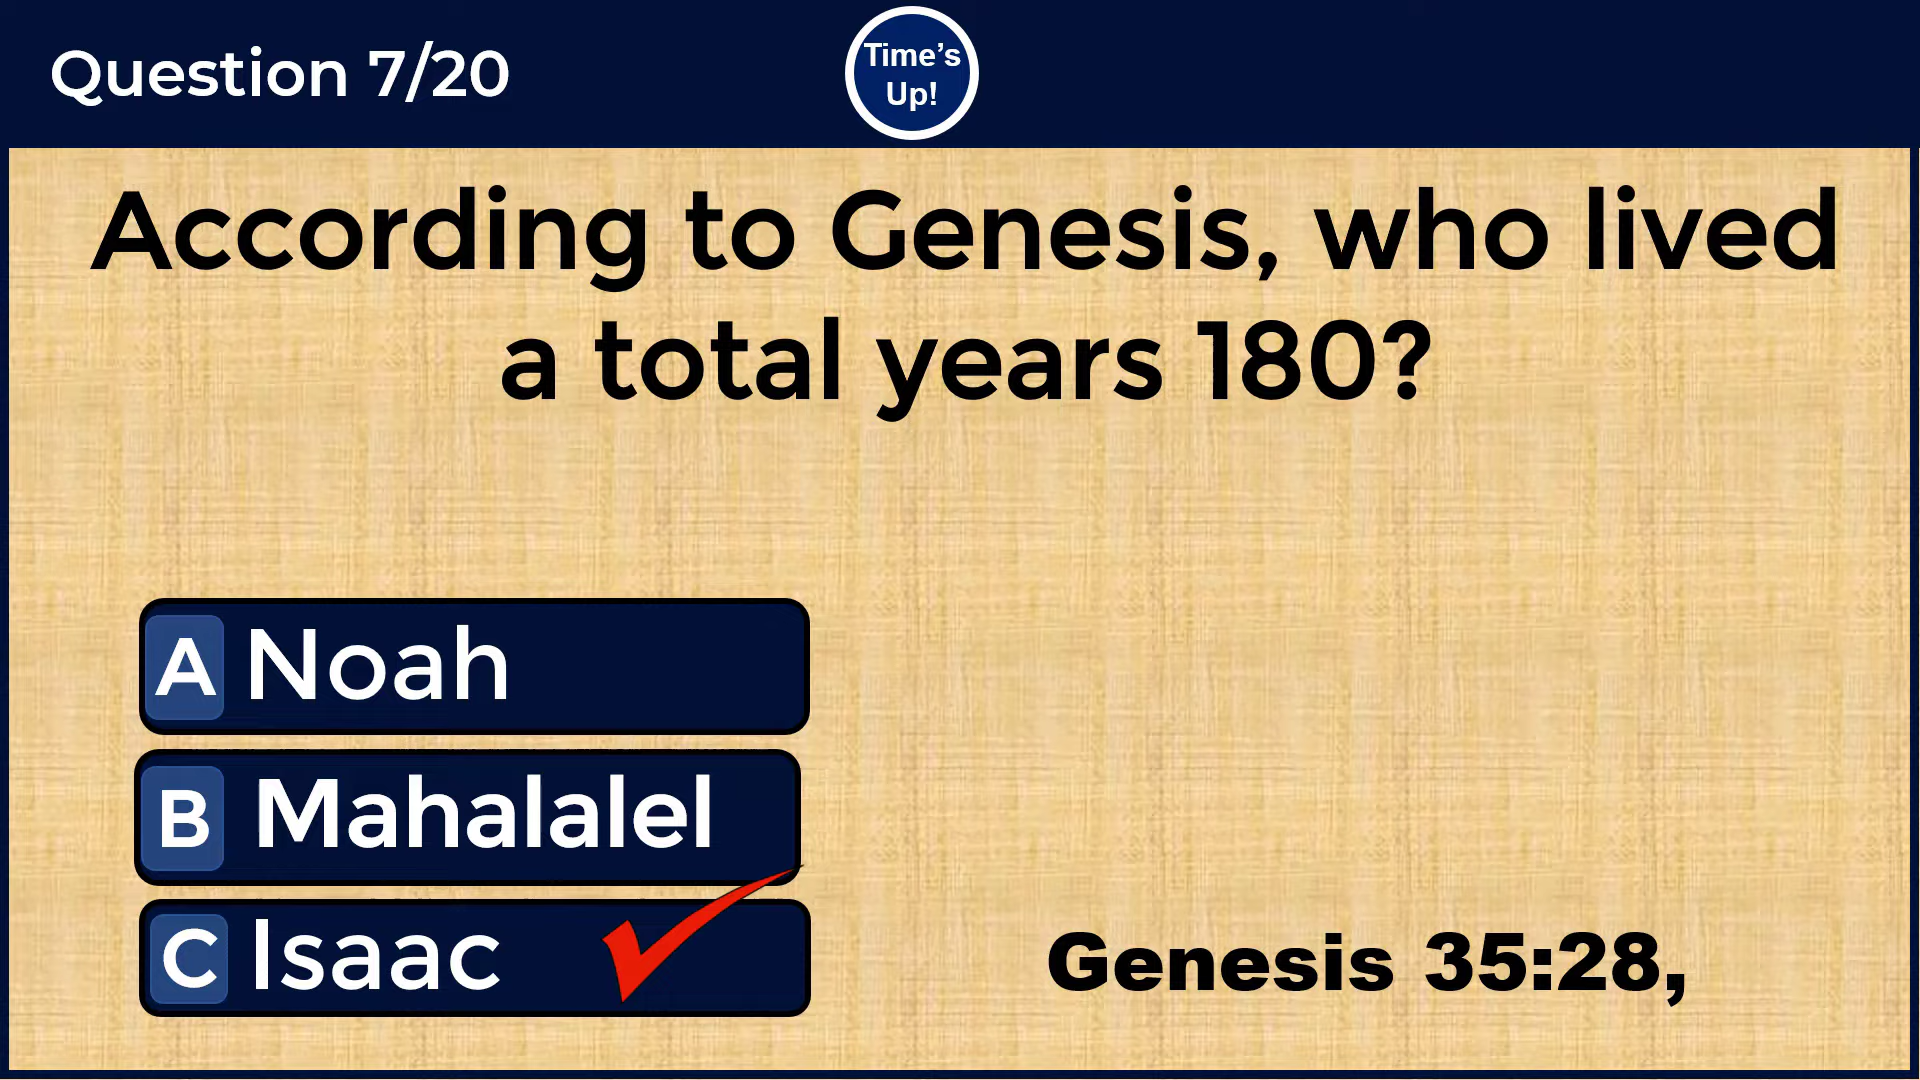 Question 7/20
Time’s
Up!
According to Genesis, who lived
a total years 180?
A Noah
B Mahalalel
C Isaac
Genesis 35:28,